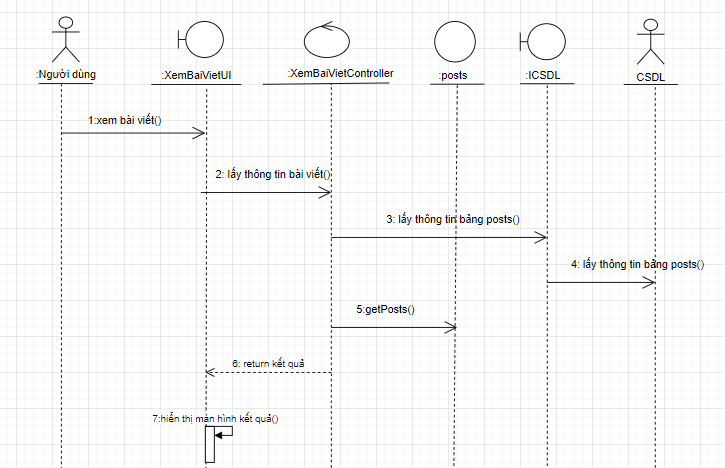 :Người dùng
:XemBaiVietUI
:XemBaiVietController
:posts
:ICSDL
CSDL
1:xem bài viết()
2: lấy thông tin bài viết()
3: lấy thông tin bảng posts()
4: lấy thông tin bảng posts()
5:getPosts()
6: return kết quả
7:hiển thị màn hình kết quả()